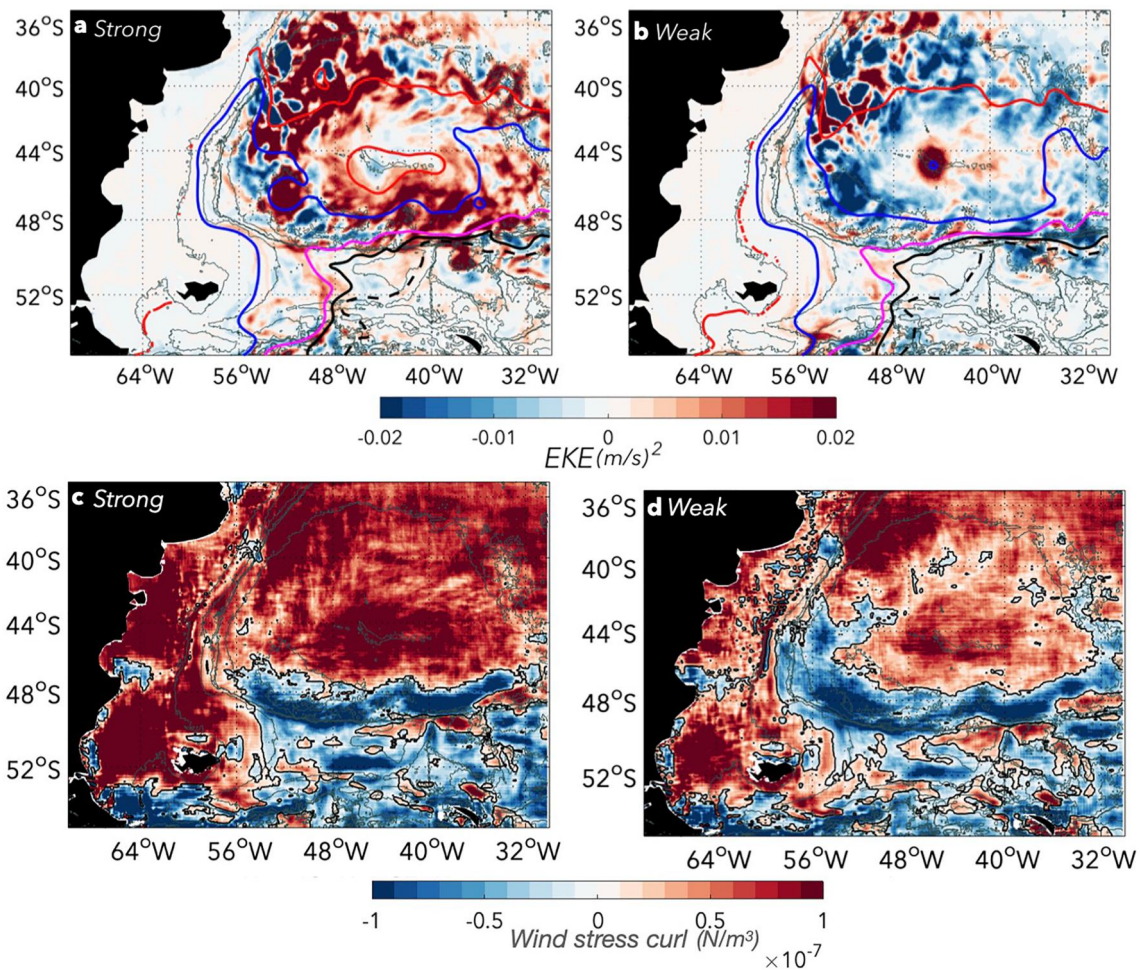 a Strong
36°S
40°S
44°S
48°S
52°S
64°W 56°W 48°W 40°W 32°W
b Weak
36°S
40°S
44°S
48°S
52°S
64°W 56°W 48°W 40°W 32°W
-0.02 -0.01 0 0.01 0.02
EKE(m/s)²
c Strong
36°S
40°S
44°S
48°S
52°S
64°W 56°W 48°W 40°W 32°W
d Weak
36°S
40°S
44°S
48°S
52°S
64°W 56°W 48°W 40°W 32°W
-1 -0.5 0 0.5 1
Wind stress curl (N/m³)
×10⁻⁷